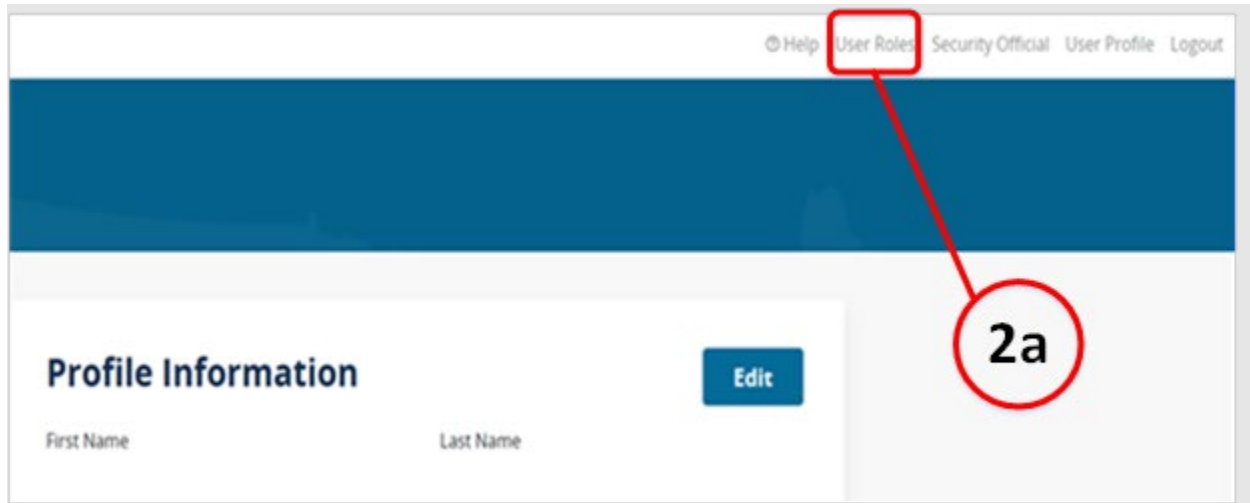 Help User Roles Security Official User Profile Logout
2a
Profile Information Edit
First Name Last Name